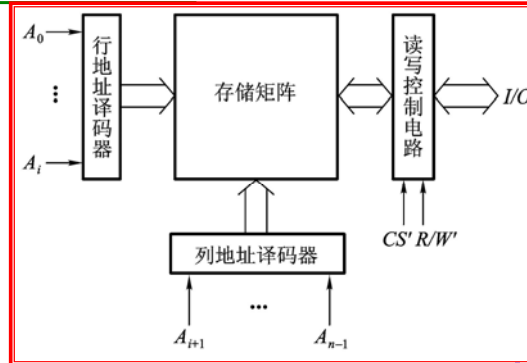 A0
...
Ai
行地址译码器
存储矩阵
读写控制电路
I/O
CS' R/W'
列地址译码器
...
Ai+1
An-1